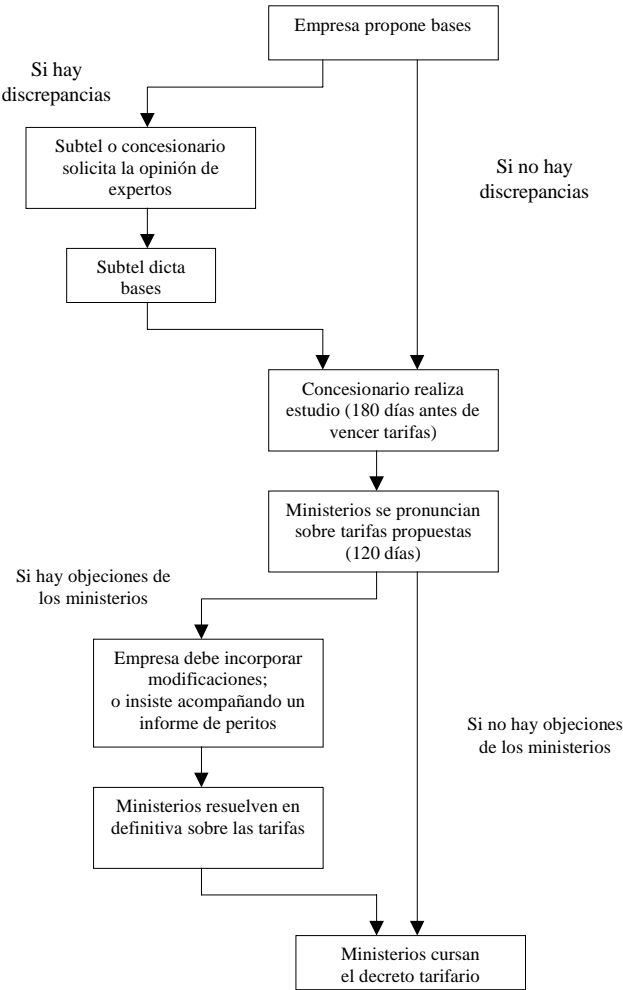 Empresa propone bases
Si hay
discrepancias
Subtel o concesionario
solicita la opinión de
expertos
Si no hay
discrepancias
Subtel dicta
bases
Concesionario realiza
estudio (180 días antes de
vencer tarifas)
Ministerios se pronuncian
sobre tarifas propuestas
(120 días)
Si hay objeciones de
los ministerios
Empresa debe incorporar
modificaciones;
o insiste acompañando un
informe de peritos
Si no hay objeciones
de los ministerios
Ministerios resuelven en
definitiva sobre las tarifas
Ministerios cursan
el decreto tarifario